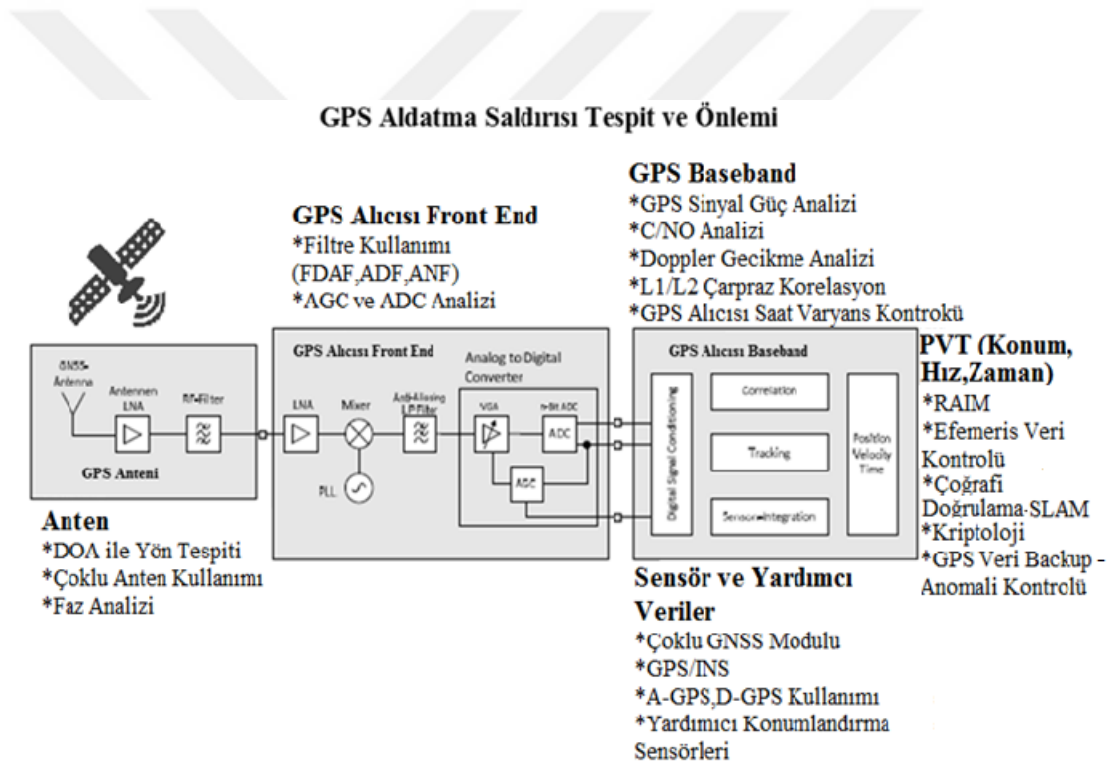 GPS Aldatma Saldırısı Tespit ve Önlemi
GPS Baseband
*GPS Sinyal Güç Analizi
*C/NO Analizi
*Doppler Gecikme Analizi
*L1/L2 Çarpraz Korelasyon
*GPS Alıcısı Saat Varyans Kontrokü
GPS Alıcısı Front End
*Filtre Kullanımı
(FDAF,ADF,ANF)
*AGC ve ADC Analizi
GNSS-
Antenna
Antennen
LNA
RF-Filter
GPS Anteni
GPS Alıcısı Front End
LNA
Mixer
Anti-Aliasing
LP-Filter
PLL
Analog to Digital
Converter
VGA
n-Bit ADC
ADC
AGC
GPS Alıcısı Baseband
Digital Signal Conditioning
Correlation
Tracking
Sensor-Integration
Position
Velocity
Time
PVT (Konum,
Hız,Zaman)
*RAIM
*Efemeris Veri
Kontrolü
*Çoğrafi
Doğrulama-SLAM
*Kriptoloji
*GPS Veri Backup -
Anomali Kontrolü
Anten
*DOA ile Yön Tespiti
*Çoklu Anten Kullanımı
*Faz Analizi
Sensör ve Yardımcı
Veriler
*Çoklu GNSS Modulu
*GPS/INS
*A-GPS,D-GPS Kullanımı
*Yardımıcı Konumlandırma
Sensörleri